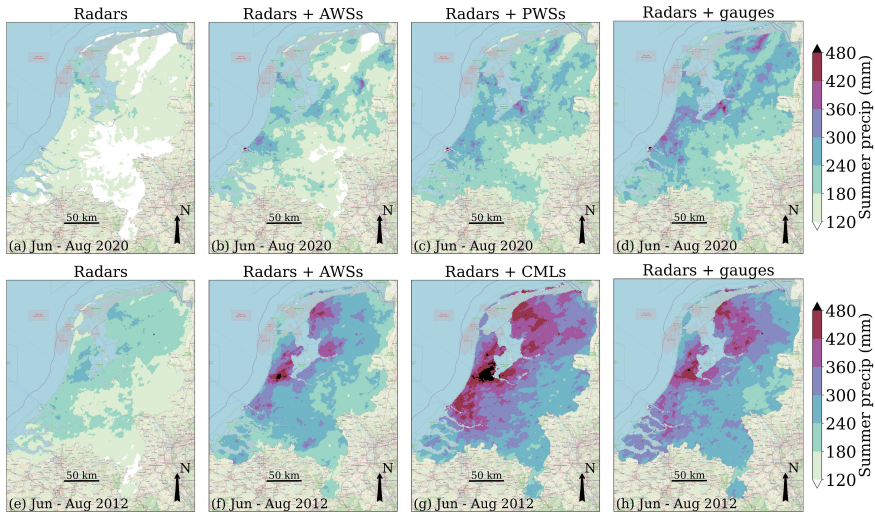 Radars
Radars + AWSs
Radars + PWSs
Radars + gauges
50 km
N
(a) Jun - Aug 2020
50 km
N
(b) Jun - Aug 2020
50 km
N
(c) Jun - Aug 2020
50 km
N
(d) Jun - Aug 2020
480
420
360
300
240
180
120
Summer precip (mm)
Radars
Radars + AWSs
Radars + CMLs
Radars + gauges
50 km
N
(e) Jun - Aug 2012
50 km
N
(f) Jun - Aug 2012
50 km
N
(g) Jun - Aug 2012
50 km
N
(h) Jun - Aug 2012
480
420
360
300
240
180
120
Summer precip (mm)